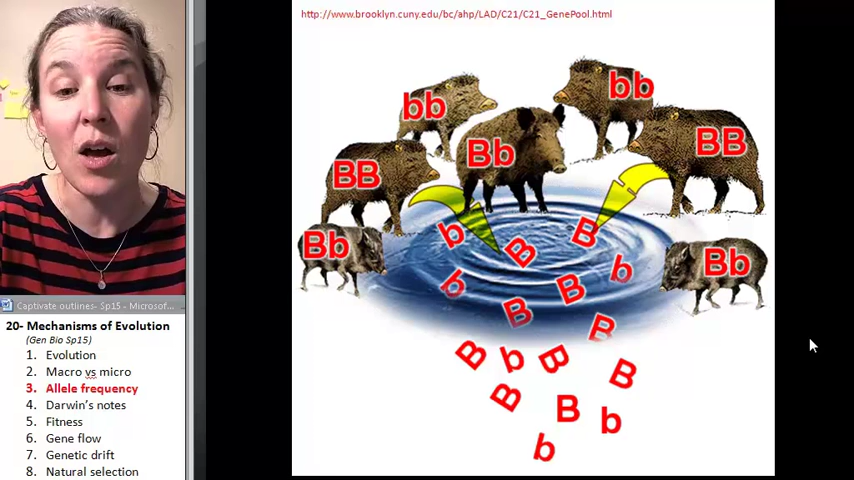 http://www.brooklyn.cuny.edu/bc/ahp/LAD/C21/C21_GenePool.html
bb
bb
Bb
BB
BB
Bb
Bb
b
B
B
b
b
B
B
B
B
b
B
B
B
B
b
b
Captivate outlines- Sp15 - Microsof...
20- Mechanisms of Evolution
(Gen Bio Sp15)
1. Evolution
2. Macro vs micro
3. Allele frequency
4. Darwin's notes
5. Fitness
6. Gene flow
7. Genetic drift
8. Natural selection